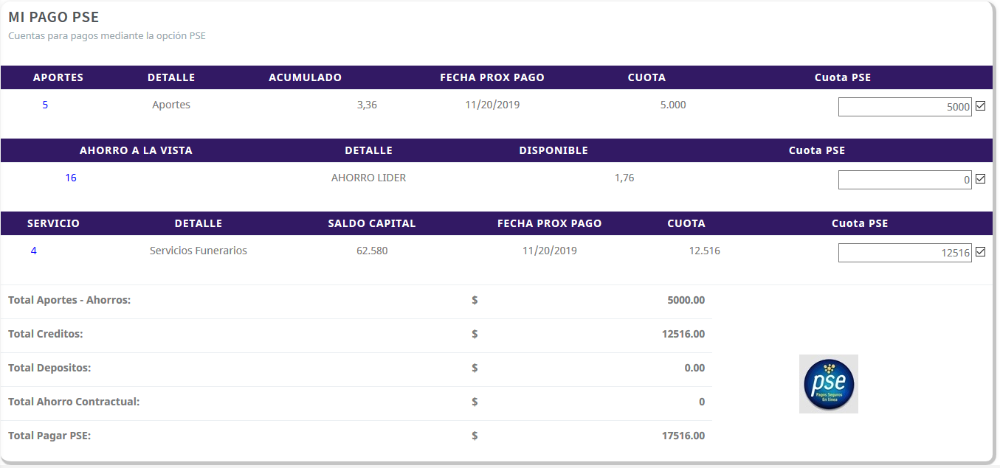 MI PAGO PSE
Cuentas para pagos mediante la opción PSE
APORTES DETALLE ACUMULADO FECHA PROX PAGO CUOTA Cuota PSE
5 Aportes 3,36 11/20/2019 5.000 5000
AHORRO A LA VISTA DETALLE DISPONIBLE Cuota PSE
16 AHORRO LIDER 1,76 0
SERVICIO DETALLE SALDO CAPITAL FECHA PROX PAGO CUOTA Cuota PSE
4 Servicios Funerarios 62.580 11/20/2019 12.516 12516
Total Aportes - Ahorros: $ 5000.00
Total Creditos: $ 12516.00
Total Depositos: $ 0.00
Total Ahorro Contractual: $ 0
Total Pagar PSE: $ 17516.00
pse
Pagos Seguros
En línea